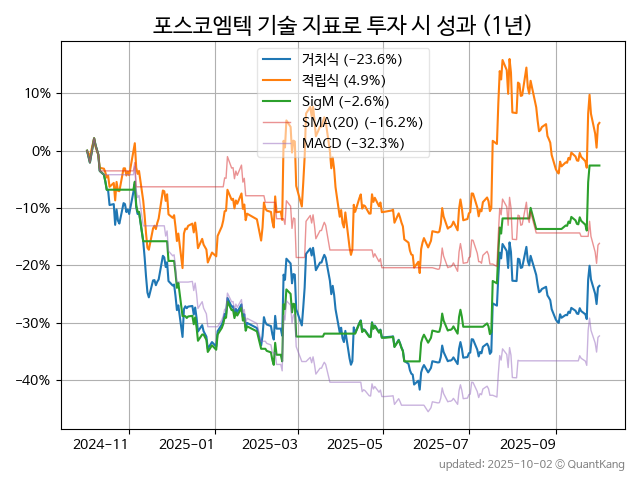 포스코엠텍 기술 지표로 투자 시 성과 (1년)
거치식 (−23.6%)
적립식 (4.9%)
SigM (−2.6%)
SMA(20) (−16.2%)
MACD (−32.3%)
10%
0%
−10%
−20%
−30%
−40%
2024-11 2025-01 2025-03 2025-05 2025-07 2025-09
updated: 2025-10-02 © QuantKang